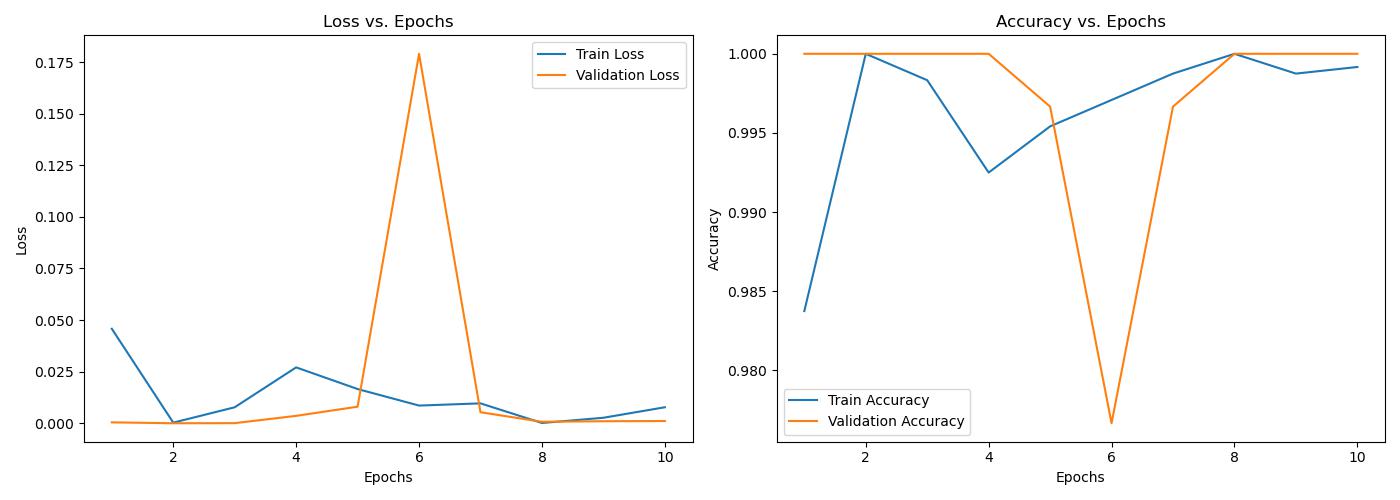 Loss vs. Epochs
Train Loss
Validation Loss
0.175
0.150
0.125
0.100
0.075
0.050
0.025
0.000
Loss
2 4 6 8 10
Epochs
Accuracy vs. Epochs
1.000
0.995
0.990
0.985
0.980
Accuracy
Train Accuracy
Validation Accuracy
2 4 6 8 10
Epochs